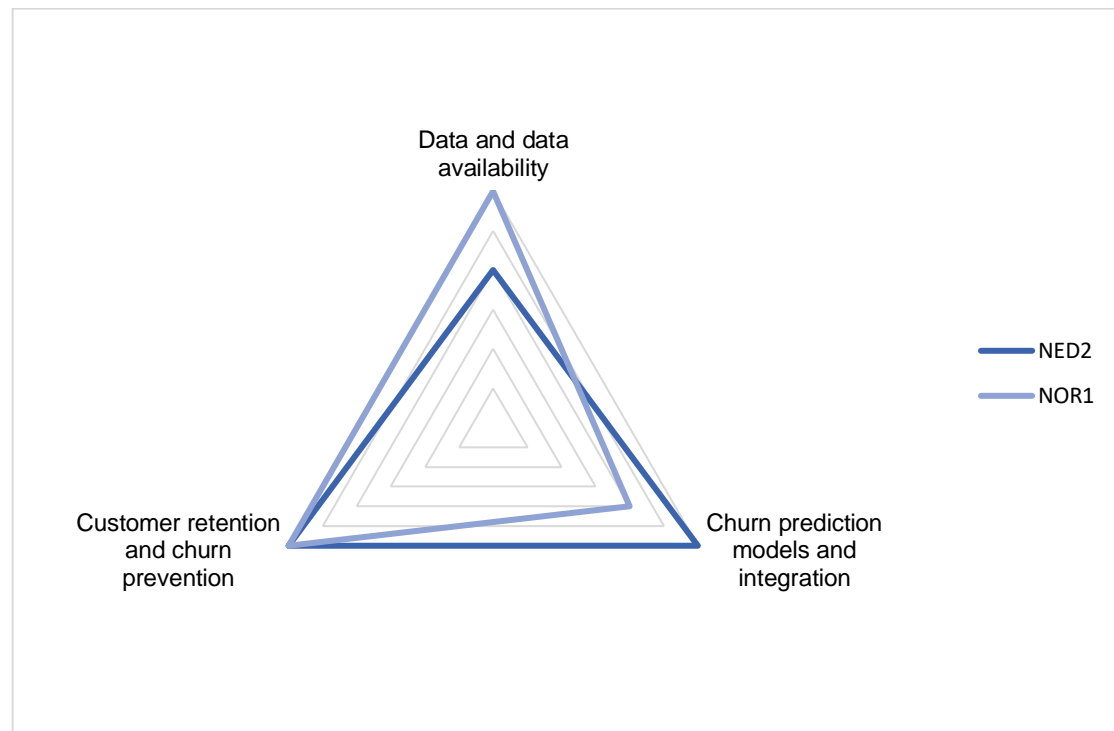 Data and data
availability
NED2
NOR1
Customer retention
and churn
prevention
Churn prediction
models and
integration